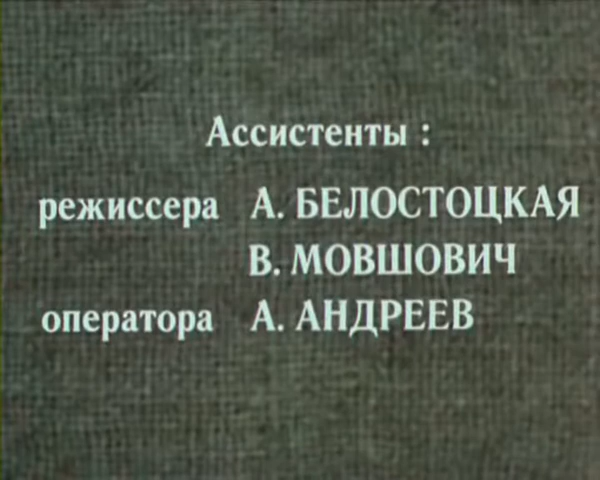 Ассистенты :
режиссера А. БЕЛОСТОЦКАЯ
В. МОВШОВИЧ
оператора А. АНДРЕЕВ